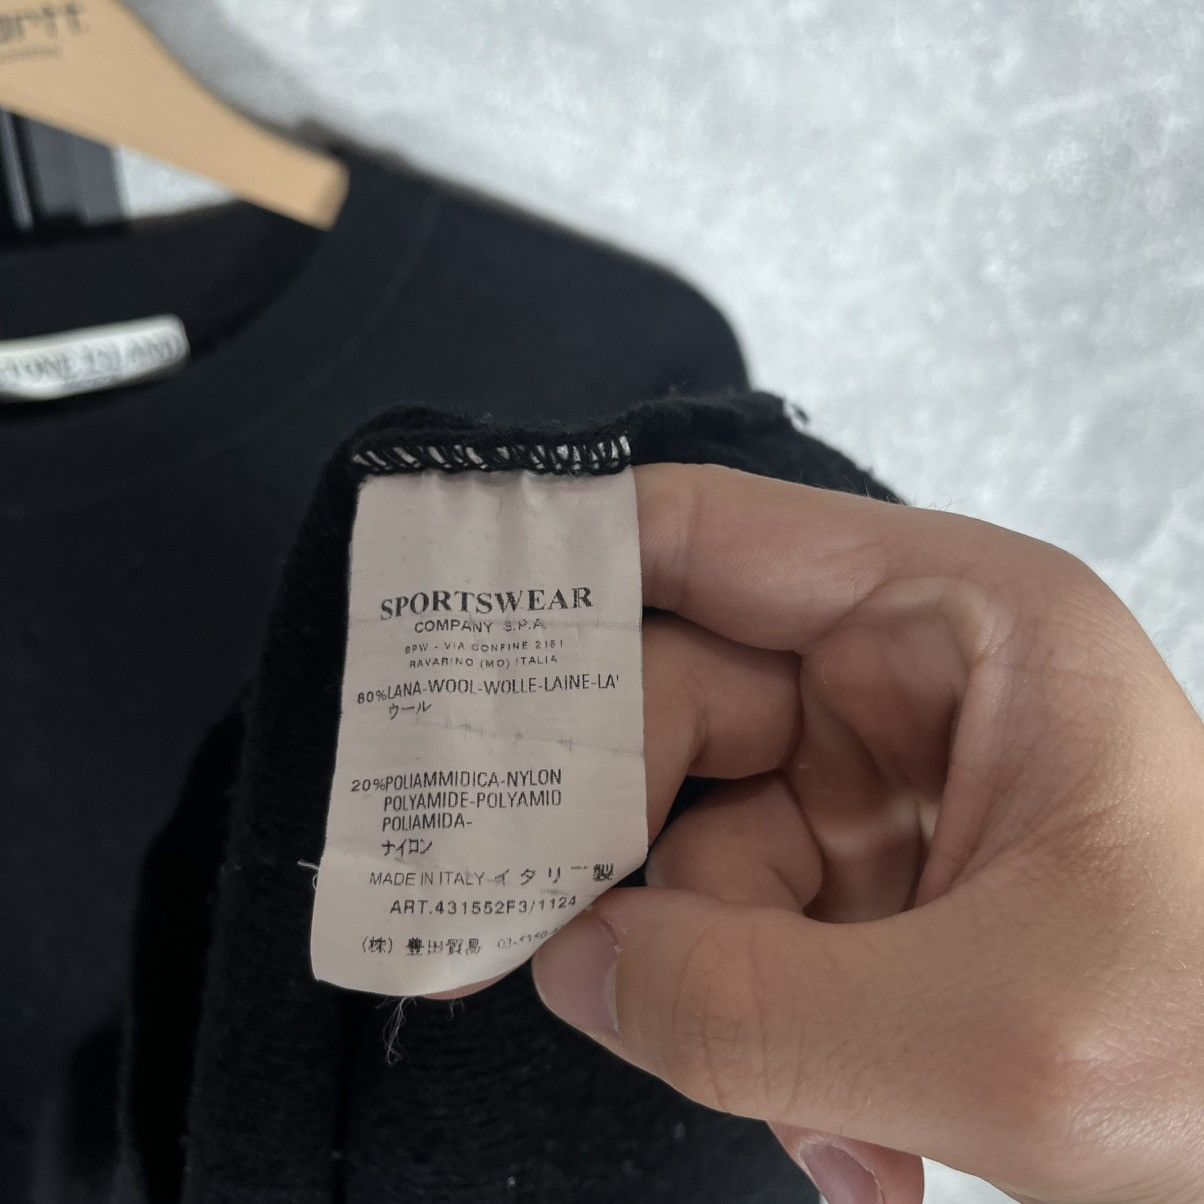 STONE ISLAND
SPORTSWEAR
COMPANY S.P.A.
SPW - VIA CONFINE 2161
RAVARINO (MO) ITALIA
80%LANA-WOOL-WOLLE-LAINE-LA'
ウール
20%POLIAMMIDICA-NYLON
POLYAMIDE-POLYAMID
POLIAMIDA-
ナイロン
MADE IN ITALY イタリー製
ART.431552F3/1124
(株) 豊田貿易